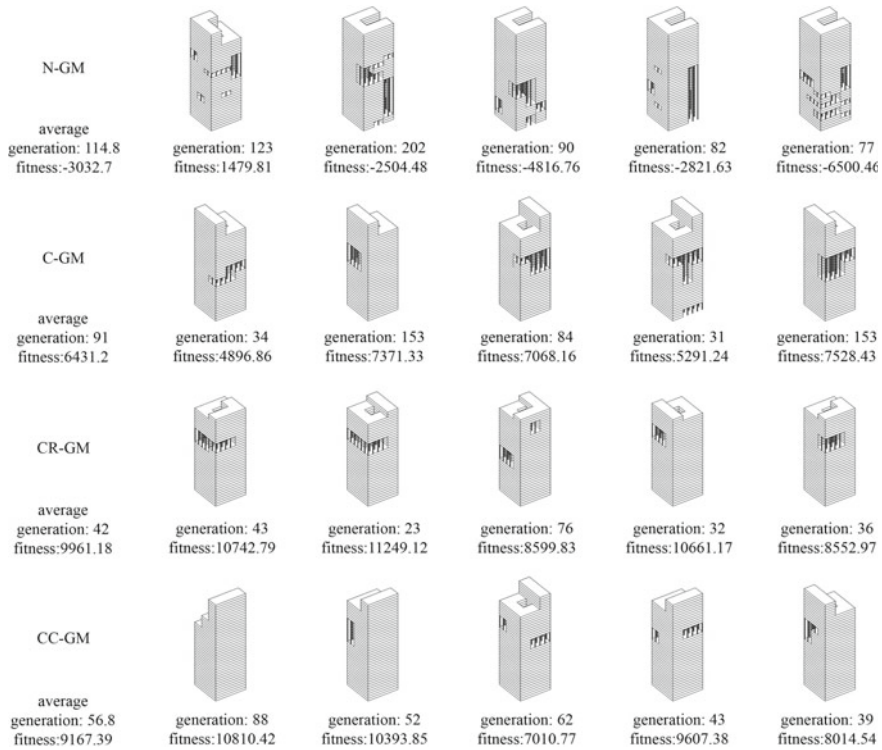 N-GM
average
generation: 114.8
fitness:-3032.7
generation: 123
fitness:1479.81
generation: 202
fitness:-2504.48
generation: 90
fitness:-4816.76
generation: 82
fitness:-2821.63
generation: 77
fitness:-6500.46
C-GM
average
generation: 91
fitness:6431.2
generation: 34
fitness:4896.86
generation: 153
fitness:7371.33
generation: 84
fitness:7068.16
generation: 31
fitness:5291.24
generation: 153
fitness:7528.43
CR-GM
average
generation: 42
fitness:9961.18
generation: 43
fitness:10742.79
generation: 23
fitness:11249.12
generation: 76
fitness:8599.83
generation: 32
fitness:10661.17
generation: 36
fitness:8552.97
CC-GM
average
generation: 56.8
fitness:9167.39
generation: 88
fitness:10810.42
generation: 52
fitness:10393.85
generation: 62
fitness:7010.77
generation: 43
fitness:9607.38
generation: 39
fitness:8014.54